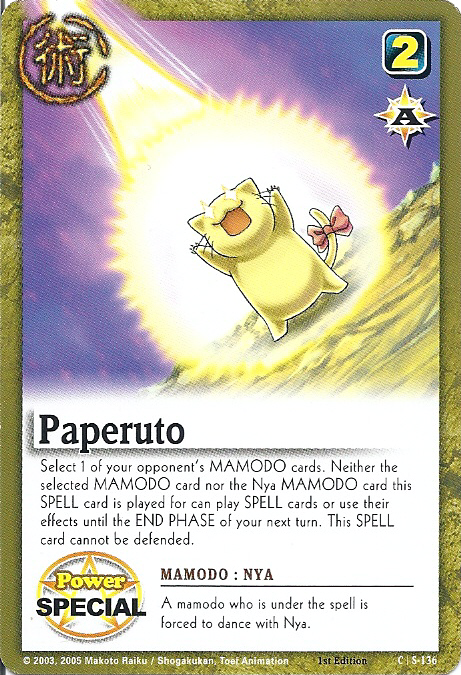 術
2
A
Paperuto
Select 1 of your opponent's MAMODO cards. Neither the
selected MAMODO card nor the Nya MAMODO card this
SPELL card is played for can play SPELL cards or use their
effects until the END PHASE of your next turn. This SPELL
card cannot be defended.
Power
SPECIAL
MAMODO : NYA
A mamodo who is under the spell is
forced to dance with Nya.
© 2003, 2005 Makoto Raiku / Shogakukan, Toei Animation 1st Edition C | S-136